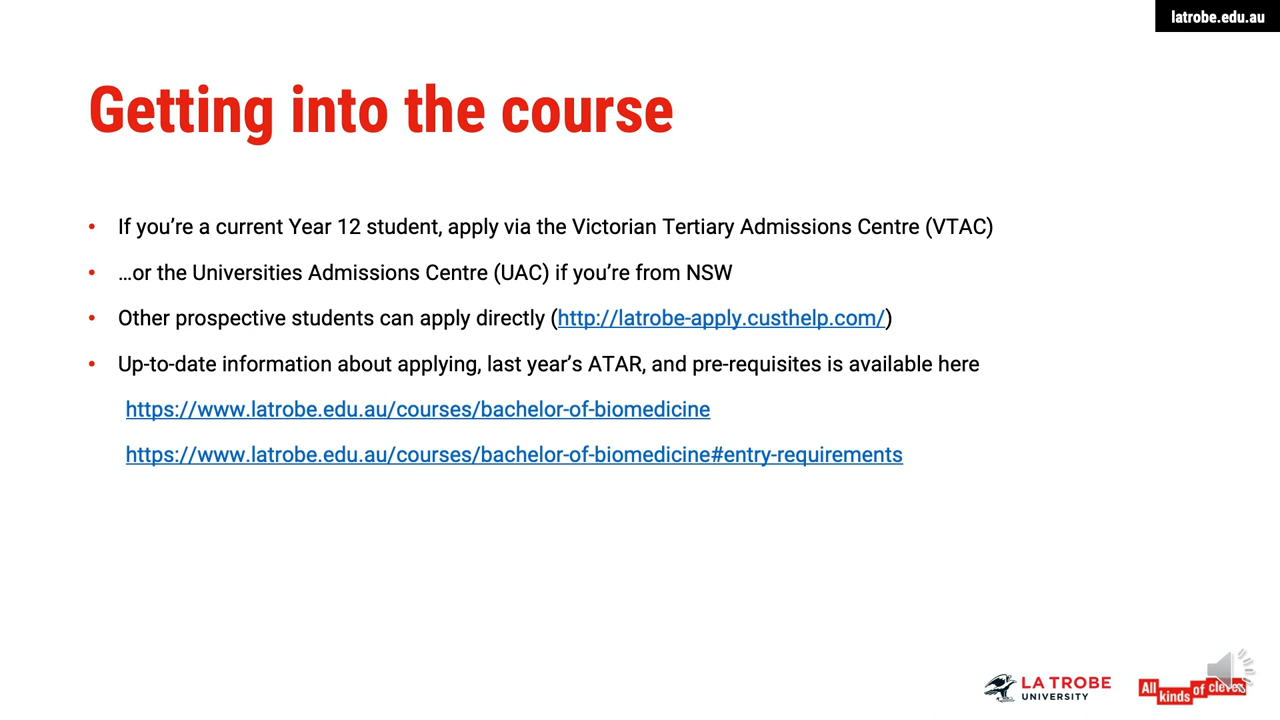 latrobe.edu.au
Getting into the course
• If you’re a current Year 12 student, apply via the Victorian Tertiary Admissions Centre (VTAC)
• …or the Universities Admissions Centre (UAC) if you’re from NSW
• Other prospective students can apply directly (http://latrobe-apply.custhelp.com/)
• Up-to-date information about applying, last year’s ATAR, and pre-requisites is available here
https://www.latrobe.edu.au/courses/bachelor-of-biomedicine
https://www.latrobe.edu.au/courses/bachelor-of-biomedicine#entry-requirements
LA TROBE
UNIVERSITY
All kinds of clever